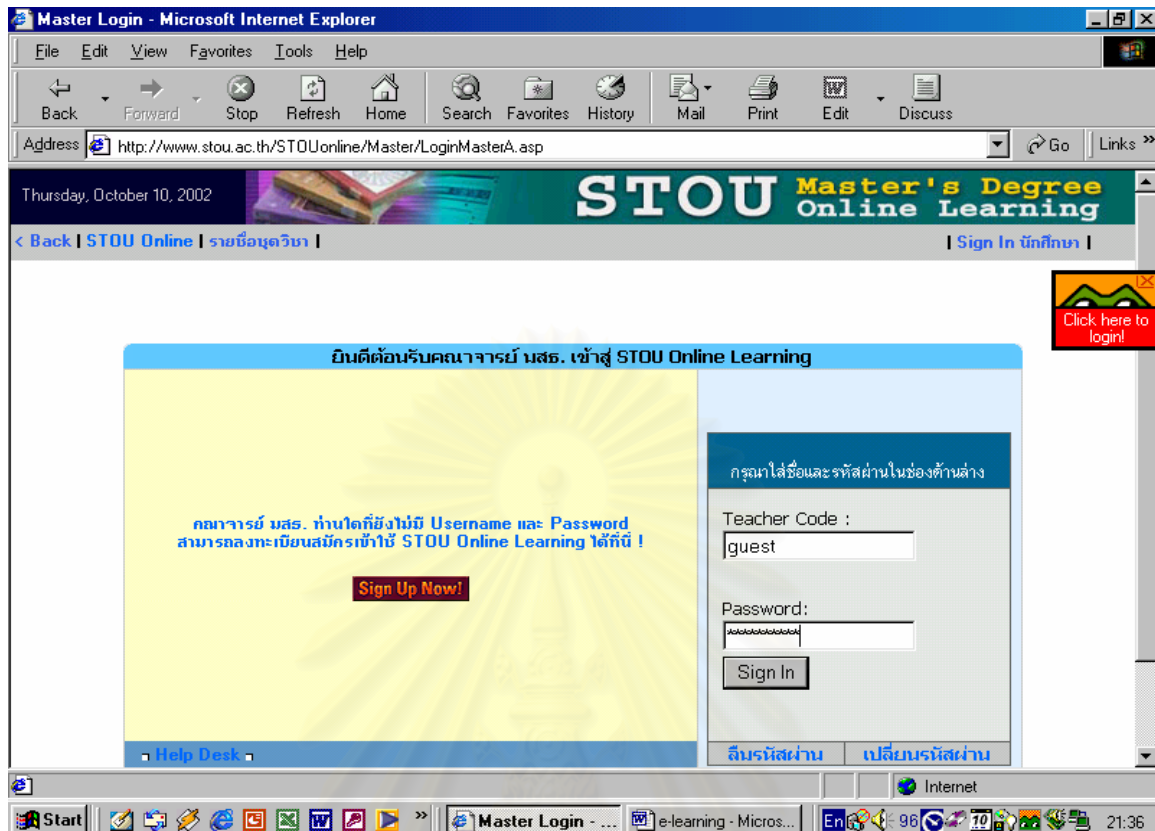 Master Login - Microsoft Internet Explorer
File Edit View Favorites Tools Help
Back Forward Stop Refresh Home Search Favorites History Mail Print Edit Discuss
Address http://www.stou.ac.th/STOUonline/Master/LoginMasterA.asp Go Links »
Thursday, October 10, 2002 STOU Master's Degree
Online Learning
< Back | STOU Online | รายชื่อชุดวิชา | | Sign In นักศึกษา |
Click here to
login!
ยินดีต้อนรับคณาจารย์ มสธ. เข้าสู่ STOU Online Learning
กรุณาใส่ชื่อและรหัสผ่านในช่องด้านล่าง
คณาจารย์ มสธ. ท่านใดที่ยังไม่มี Username และ Password
สามารถลงทะเบียนสมัครเข้าใช้ STOU Online Learning ได้ที่นี่ !
Sign Up Now!
Teacher Code :
guest
Password:
***********
Sign In
Help Desk
ลืมรหัสผ่าน | เปลี่ยนรหัสผ่าน
Internet
Start » Master Login - ... e-learning - Micros... En 96 10 21:36